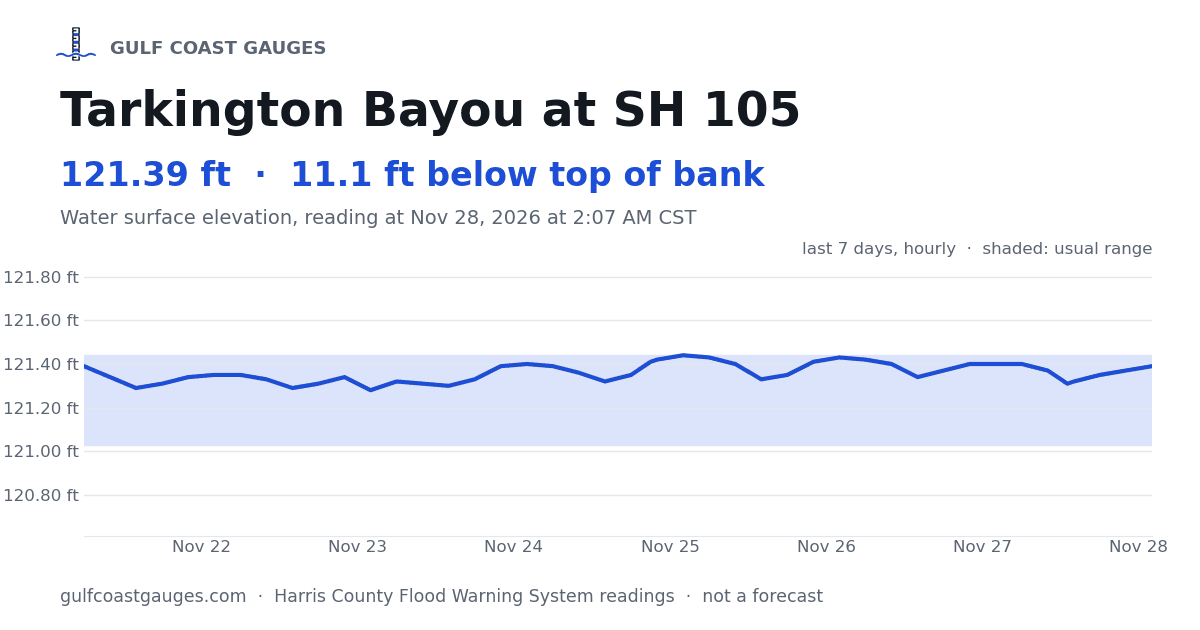 GULF COAST GAUGES
Tarkington Bayou at SH 105
121.39 ft · 11.1 ft below top of bank
Water surface elevation, reading at Nov 28, 2026 at 2:07 AM CST
last 7 days, hourly · shaded: usual range
121.80 ft
121.60 ft
121.40 ft
121.20 ft
121.00 ft
120.80 ft
Nov 22 Nov 23 Nov 24 Nov 25 Nov 26 Nov 27 Nov 28
gulfcoastgauges.com · Harris County Flood Warning System readings · not a forecast